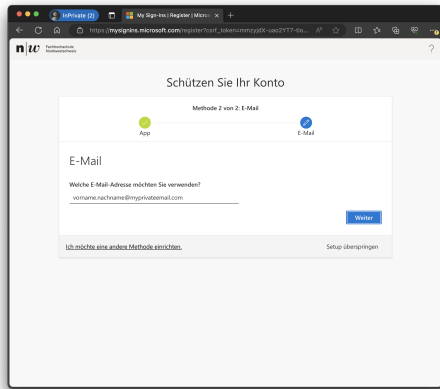 InPrivate (2)
My Sign-Ins | Register | Micros
https://mysignins.microsoft.com/register?csrf_token=
n|w Fachhochschule
Nordwestschweiz
?
Schützen Sie Ihr Konto
Methode 2 von 2: E-Mail
App
E-Mail
E-Mail
Welche E-Mail-Adresse möchten Sie verwenden?
vorname.nachname@myprivateemail.com
Weiter
Ich möchte eine andere Methode einrichten.
Setup überspringen